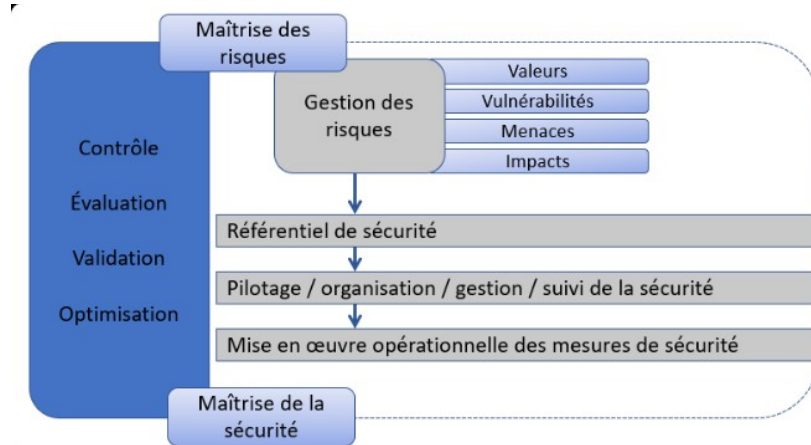 Maîtrise des
risques
Gestion des
risques
Valeurs
Vulnérabilités
Menaces
Impacts
Contrôle
Évaluation
Validation
Optimisation
Référentiel de sécurité
Pilotage / organisation / gestion / suivi de la sécurité
Mise en œuvre opérationnelle des mesures de sécurité
Maîtrise de la
sécurité